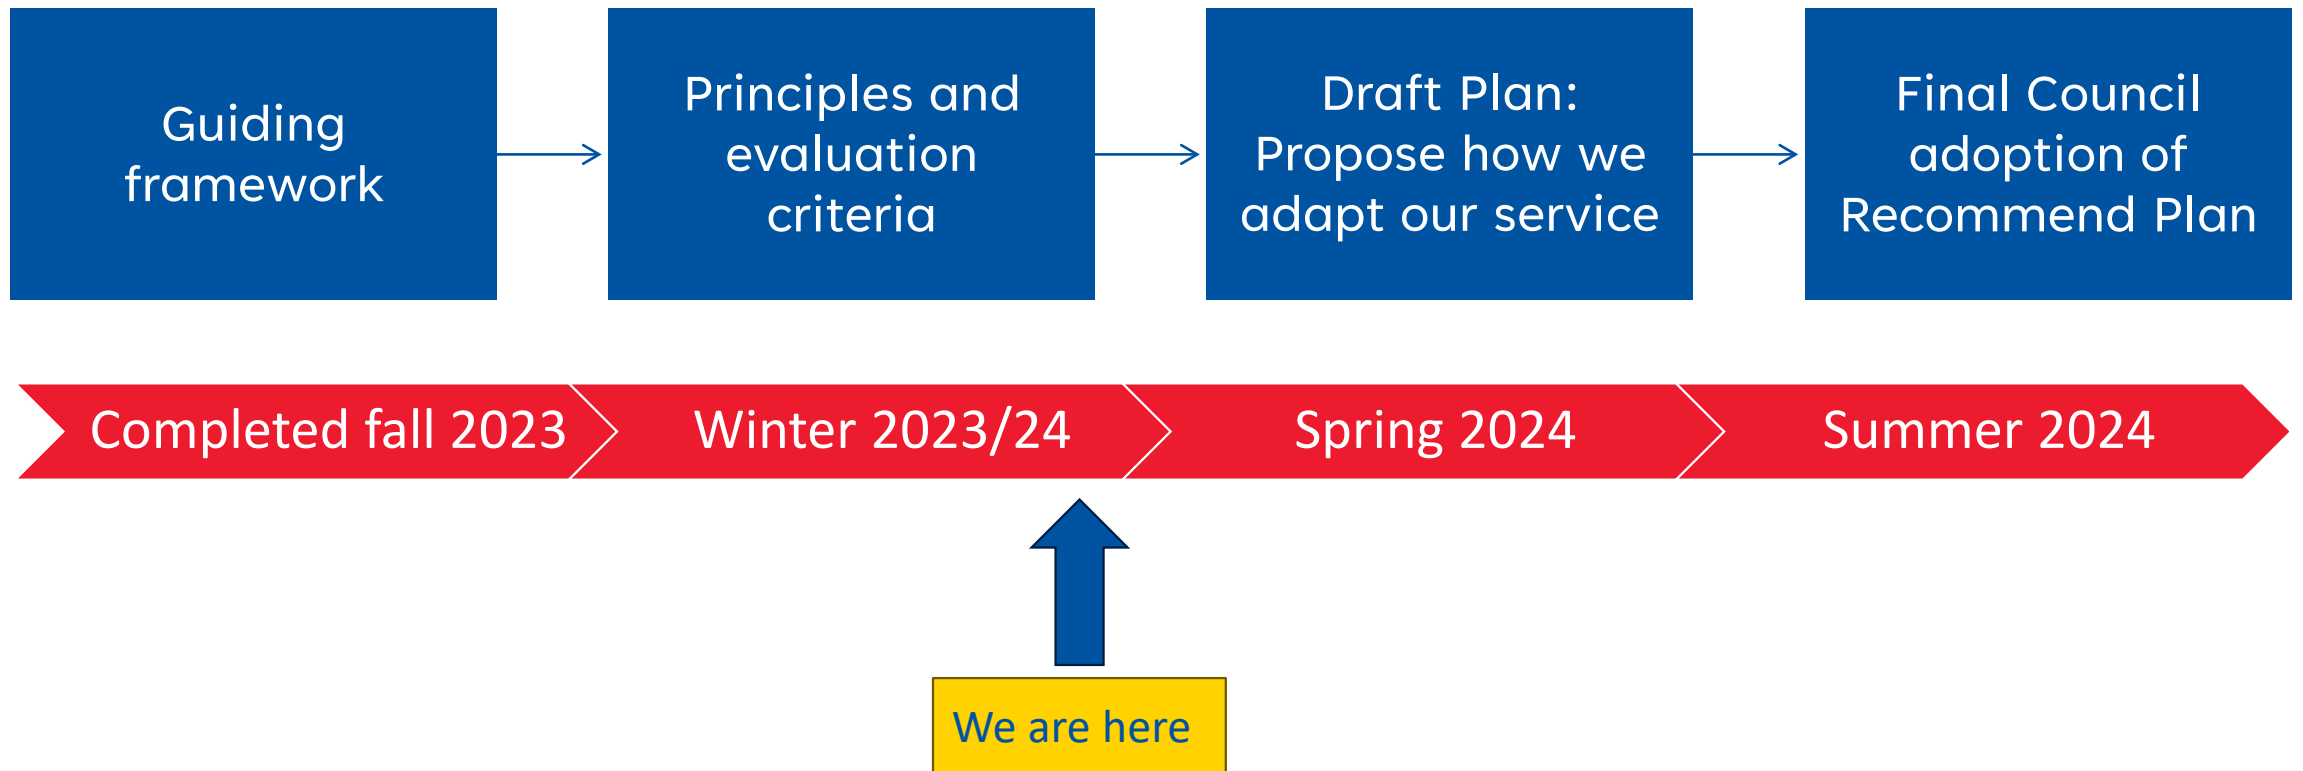 Guiding
framework
Principles and
evaluation
criteria
Draft Plan:
Propose how we
adapt our service
Final Council
adoption of
Recommend Plan
Completed fall 2023
Winter 2023/24
Spring 2024
Summer 2024
We are here